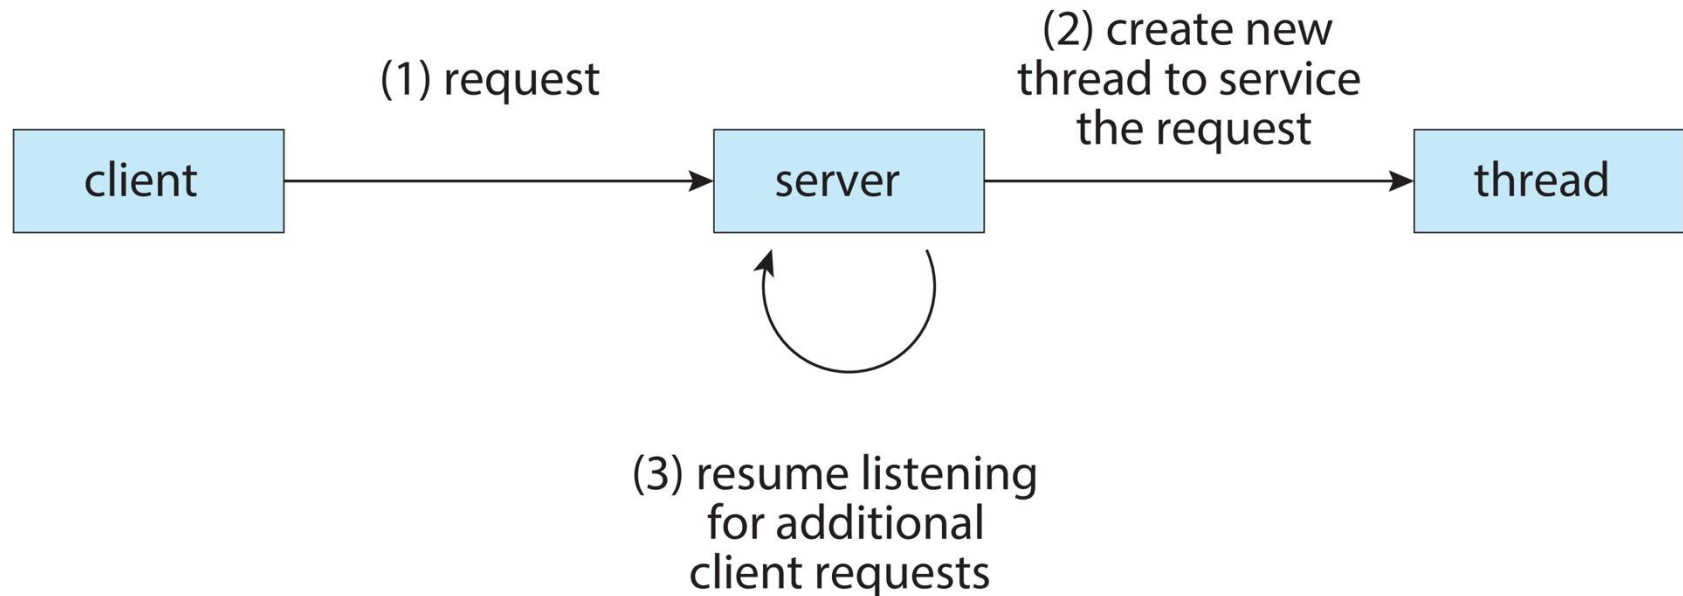 (1) request
(2) create new
thread to service
the request
client
server
thread
(3) resume listening
for additional
client requests